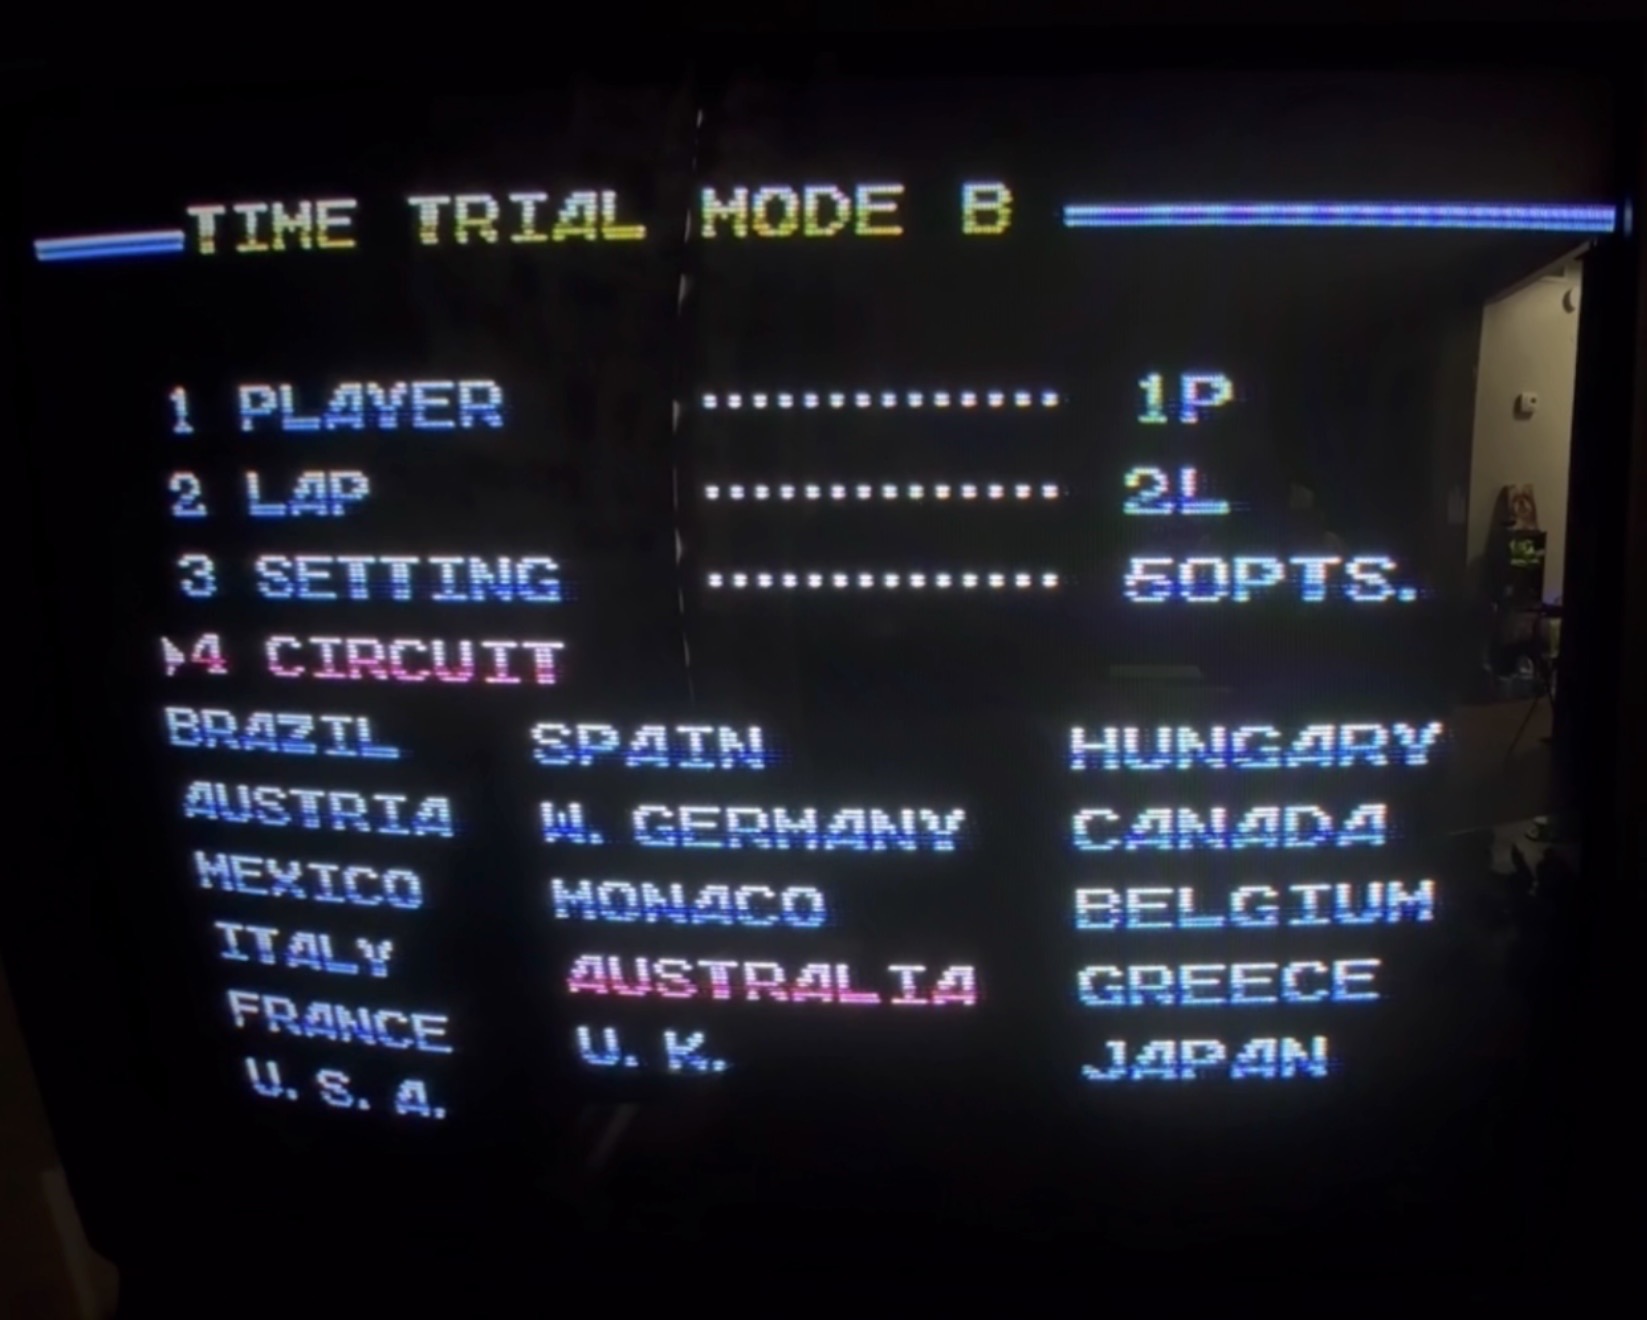 TIME TRIAL MODE B
1 PLAYER .............. 1P
2 LAP .............. 2L
3 SETTING .............. 50PTS.
▶4 CIRCUIT
BRAZIL SPAIN HUNGARY
AUSTRIA W. GERMANY CANADA
MEXICO MONACO BELGIUM
ITALY AUSTRALIA GREECE
FRANCE U. K. JAPAN
U. S. A.